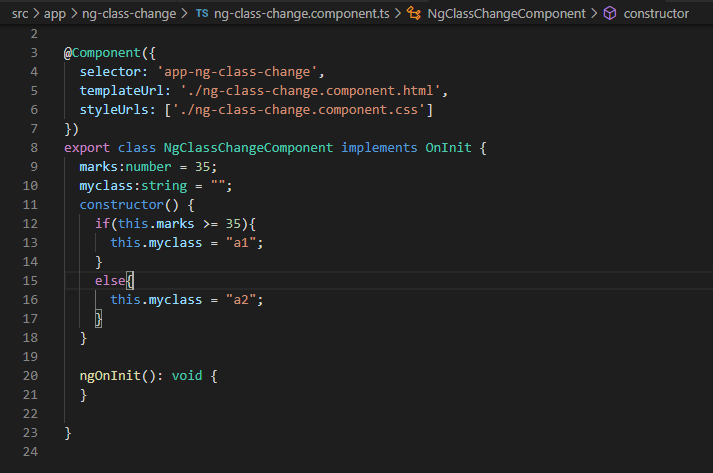 src > app > ng-class-change > TS ng-class-change.component.ts > NgClassChangeComponent > constructor
2
3 @Component({
4   selector: 'app-ng-class-change',
5   templateUrl: './ng-class-change.component.html',
6   styleUrls: ['./ng-class-change.component.css']
7 })
8 export class NgClassChangeComponent implements OnInit {
9   marks:number = 35;
10   myclass:string = "";
11   constructor() {
12     if(this.marks >= 35){
13       this.myclass = "a1";
14     }
15     else{
16       this.myclass = "a2";
17     }
18   }
19
20   ngOnInit(): void {
21   }
22
23 }
24